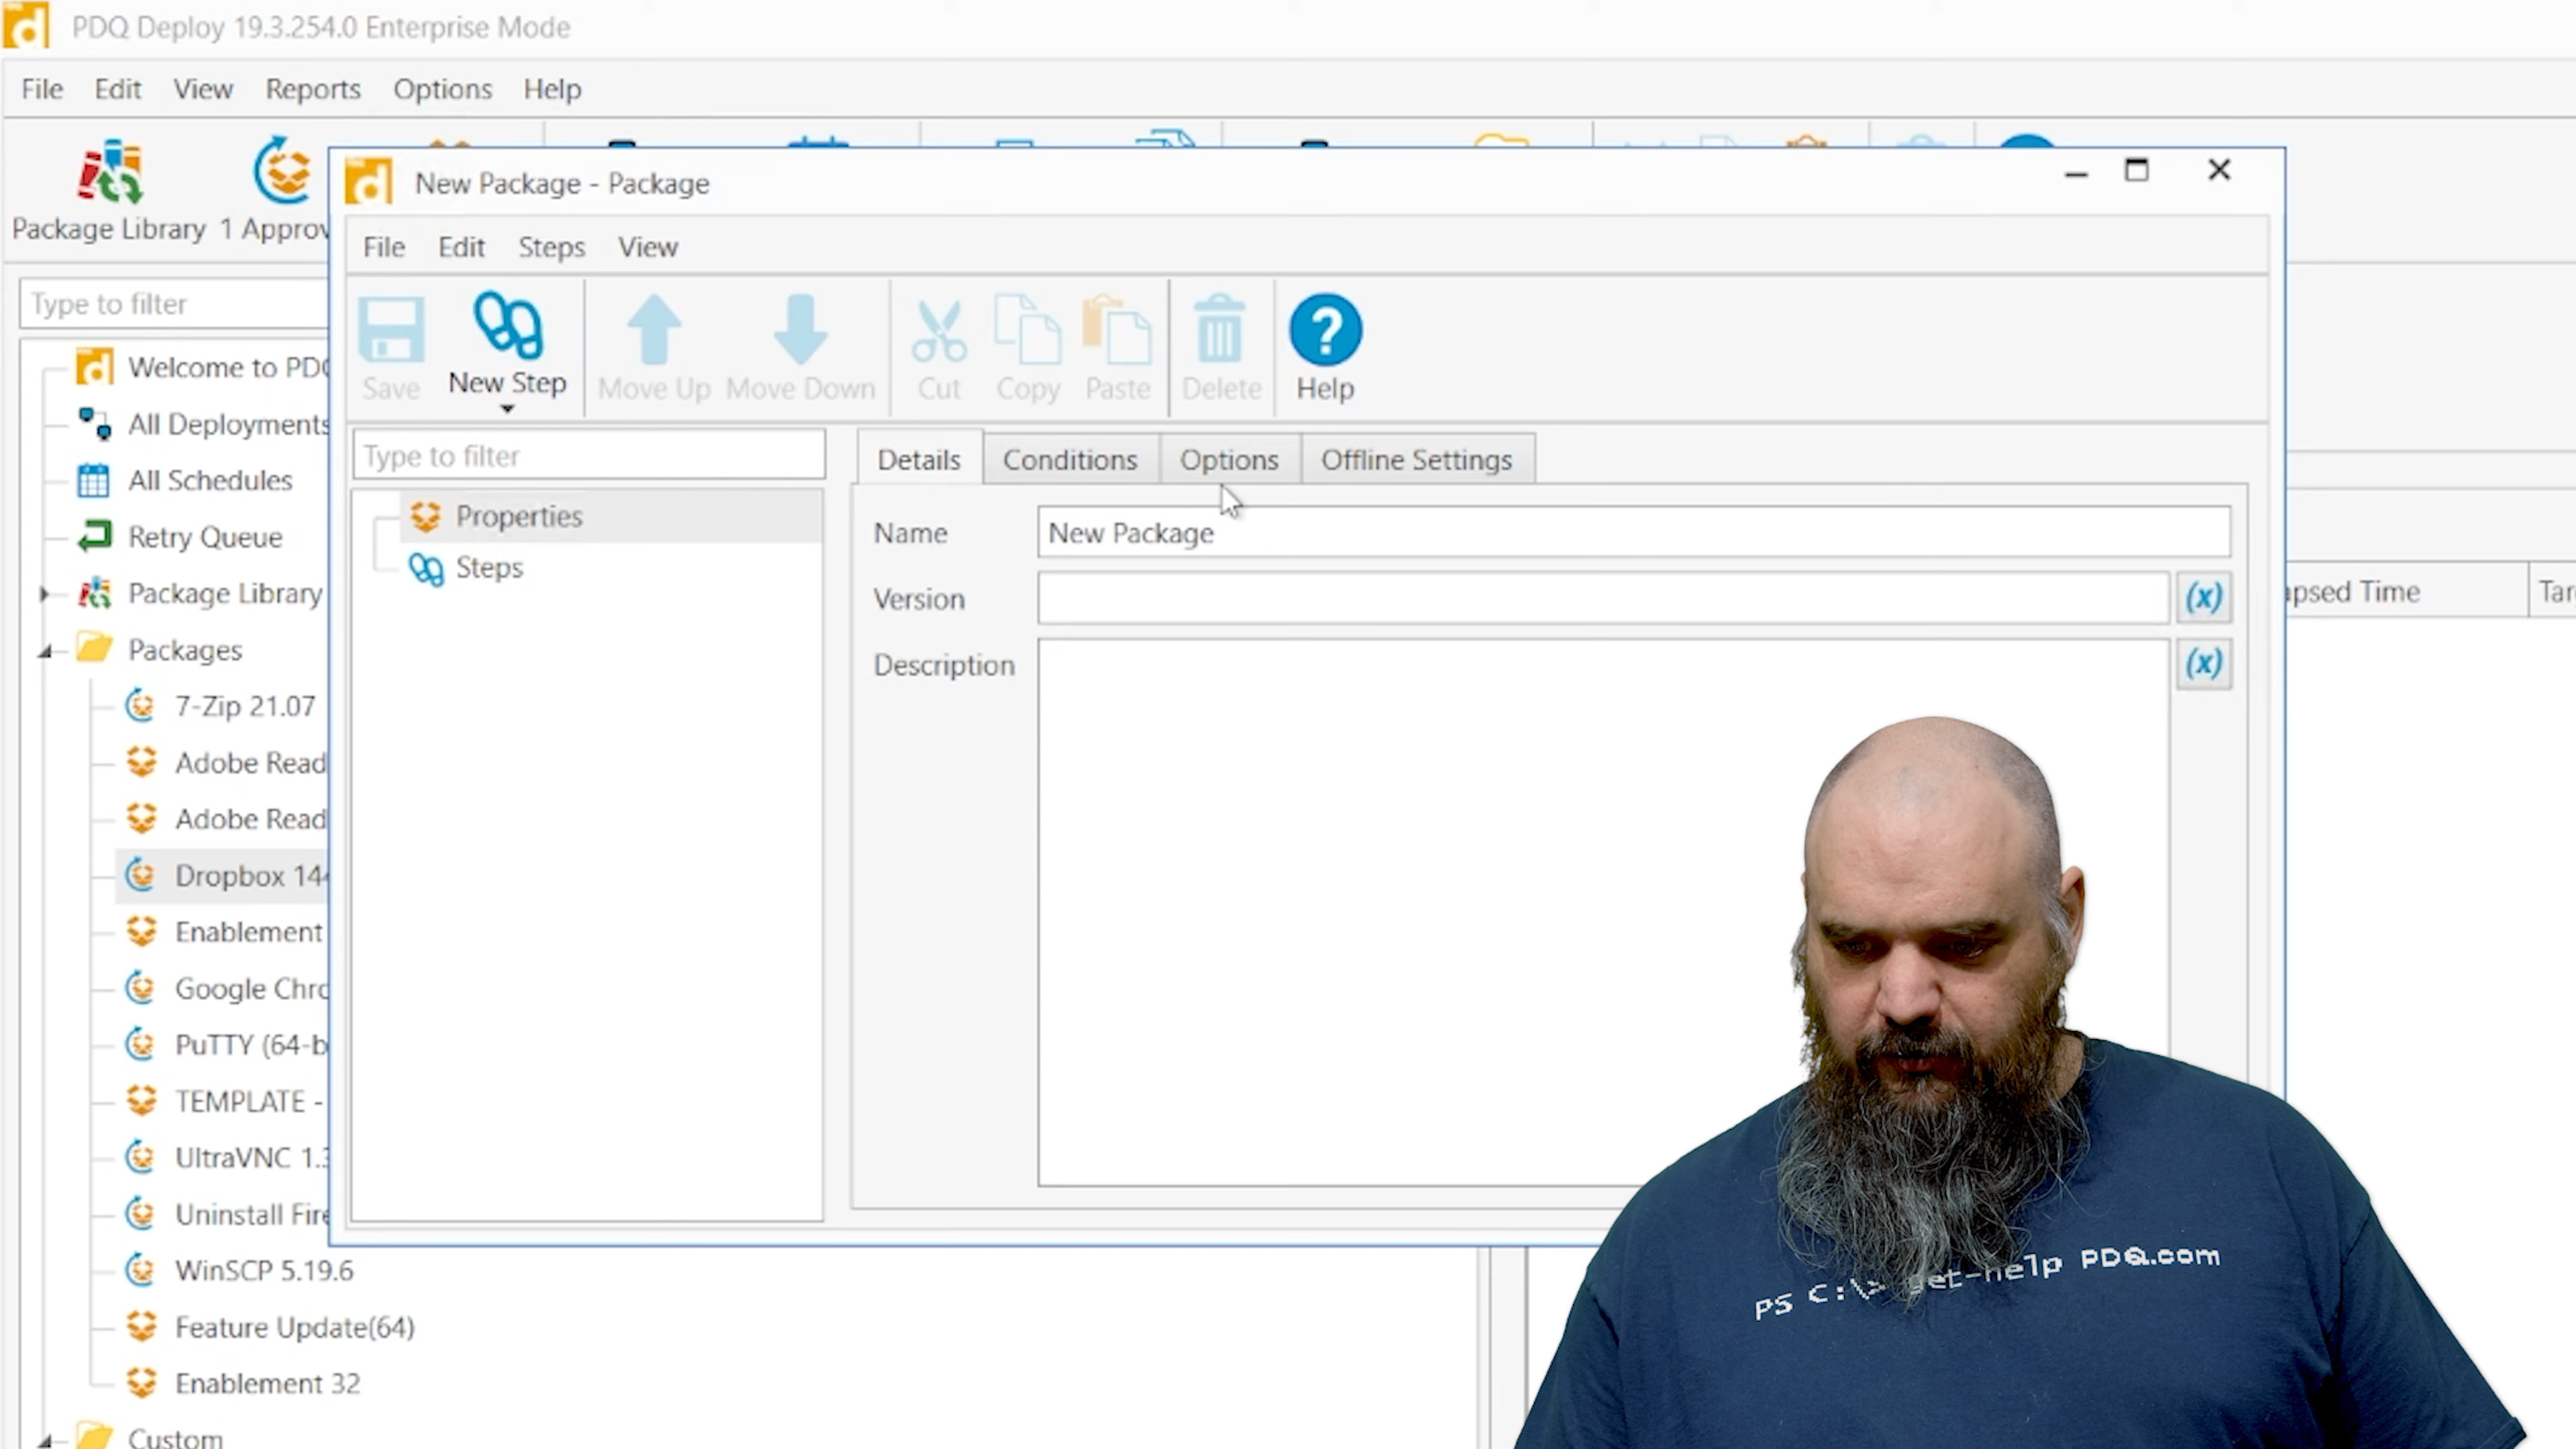 PDQ Deploy 19.3.254.0 Enterprise Mode
File Edit View Reports Options Help
Package Library
1 Approv
New Package - Package
File Edit Steps View
Save
New Step
Move Up
Move Down
Cut
Copy
Paste
Delete
Help
Type to filter
Welcome to PDQ
All Deployments
All Schedules
Retry Queue
Package Library
Packages
7-Zip 21.07
Adobe Read
Adobe Read
Dropbox 144
Enablement
Google Chro
PuTTY (64-b
TEMPLATE -
UltraVNC 1.3
Uninstall Fire
WinSCP 5.19.6
Feature Update(64)
Enablement 32
Custom
Type to filter
Properties
Steps
Details Conditions Options Offline Settings
Name New Package
Version (x)
Description (x)
apsed Time
Tar
PS C:\> get-help PDQ.com